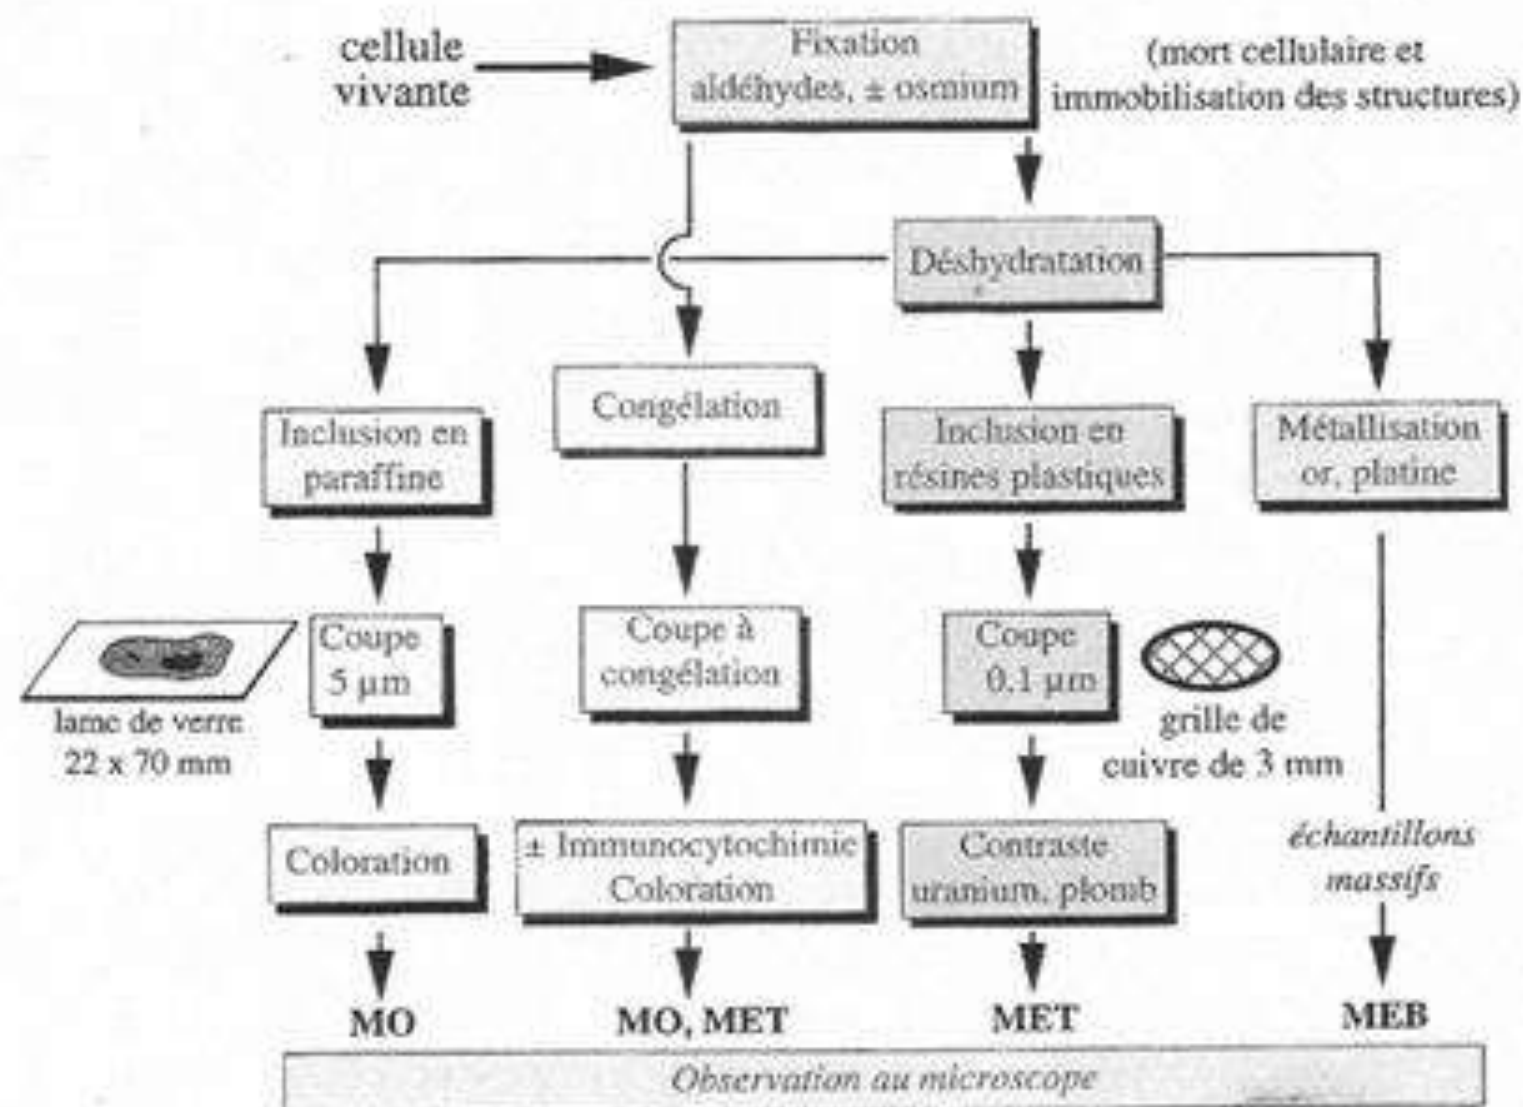 cellule
vivante
Fixation
aldéhydes, ± osmium
(mort cellulaire et
immobilisation des structures)
Déshydratation
Inclusion en
paraffine
Congélation
Inclusion en
résines plastiques
Métallisation
or, platine
lame de verre
22 x 70 mm
Coupe
5 µm
Coupe à
congélation
Coupe
0,1 µm
grille de
cuivre de 3 mm
échantillons
massifs
Coloration
± Immunocytochimie
Coloration
Contraste
uranium, plomb
MO
MO, MET
MET
MEB
Observation au microscope